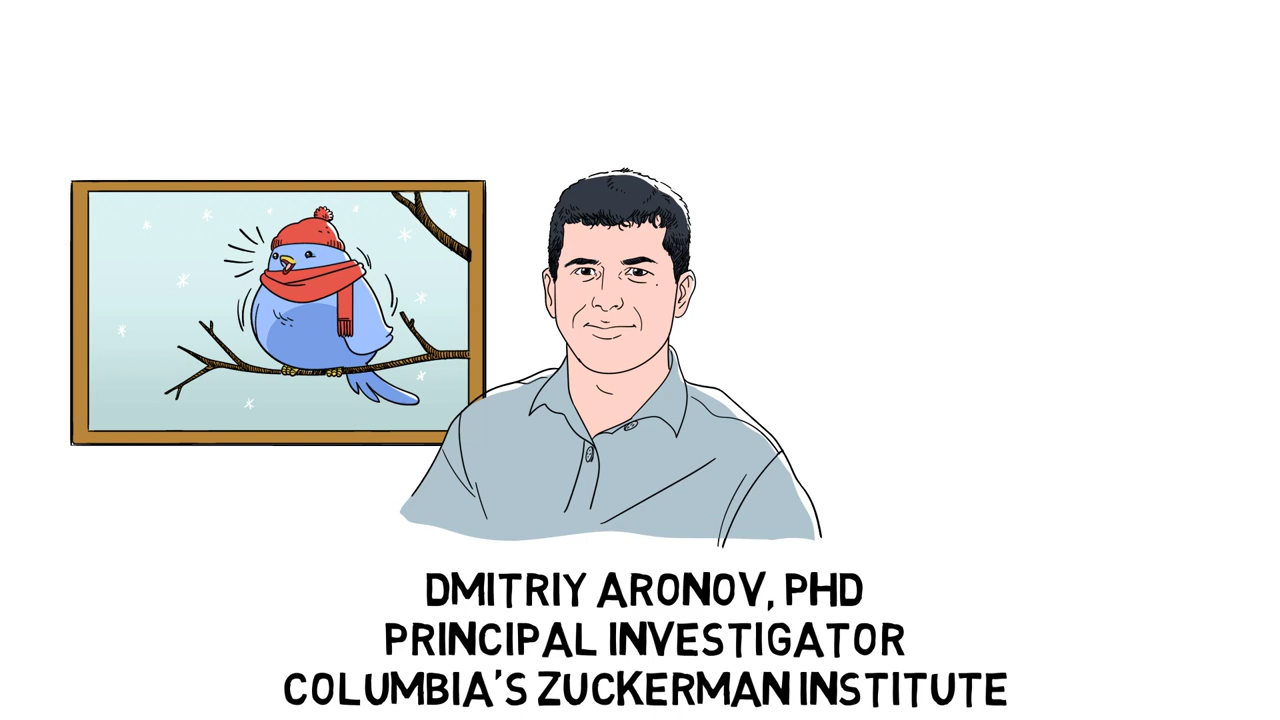 DMITRIY ARONOV, PHD
PRINCIPAL INVESTIGATOR
COLUMBIA'S ZUCKERMAN INSTITUTE